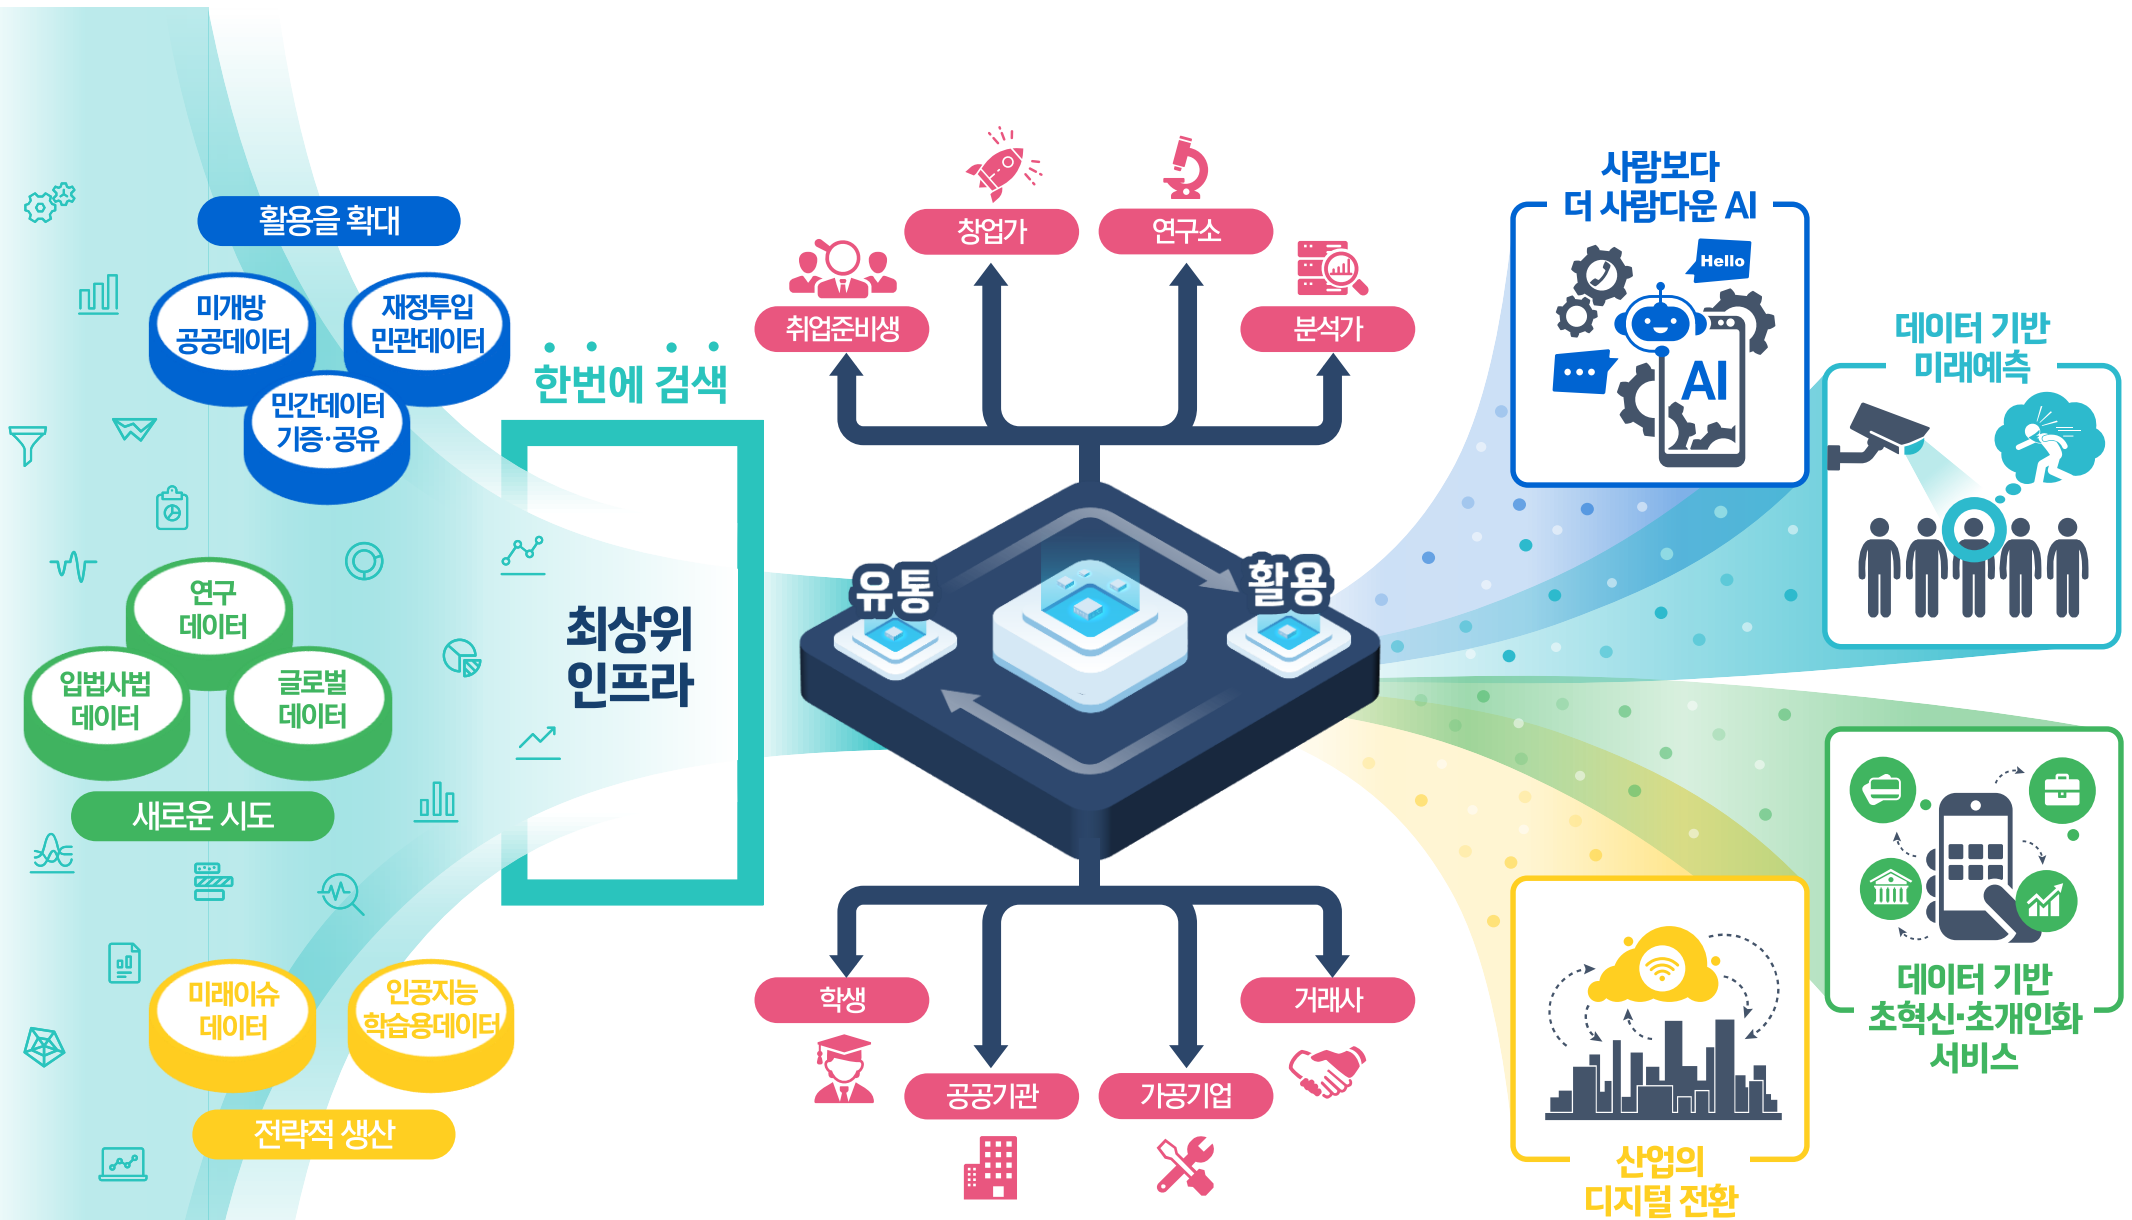 활용을 확대
미개방
공공데이터
재정투입
민관데이터
민간데이터
기증·공유
연구
데이터
입법사법
데이터
글로벌
데이터
새로운 시도
미래이슈
데이터
인공지능
학습용데이터
전략적 생산
한번에 검색
최상위
인프라
창업가
연구소
취업준비생
분석가
유통
활용
학생
거래사
공공기관
가공기업
사람보다
더 사람다운 AI
Hello
AI
데이터 기반
미래예측
데이터 기반
초혁신·초개인화
서비스
산업의
디지털 전환